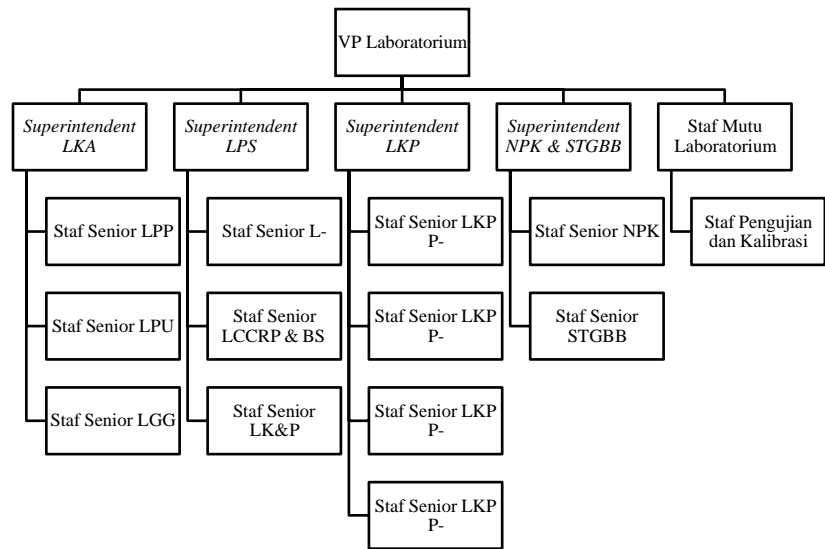 VP Laboratorium
Superintendent
LKA
Superintendent
LPS
Superintendent
LKP
Superintendent
NPK & STGBB
Staf Mutu
Laboratorium
Staf Senior LPP
Staf Senior L-
Staf Senior LKP
P-
Staf Senior NPK
Staf Pengujian
dan Kalibrasi
Staf Senior LPU
Staf Senior
LCCRP & BS
Staf Senior LKP
P-
Staf Senior
STGBB
Staf Senior LGG
Staf Senior
LK&P
Staf Senior LKP
P-
Staf Senior LKP
P-